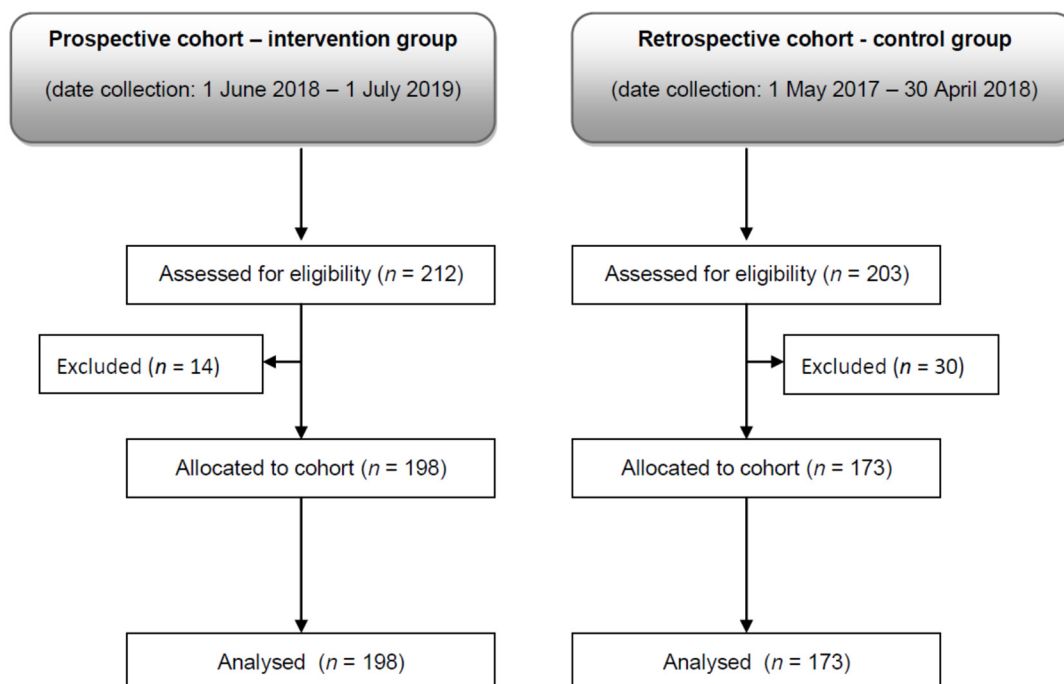 Prospective cohort – intervention group
(date collection: 1 June 2018 – 1 July 2019)
Assessed for eligibility (n = 212)
Excluded (n = 14)
Allocated to cohort (n = 198)
Analysed (n = 198)
Retrospective cohort - control group
(date collection: 1 May 2017 – 30 April 2018)
Assessed for eligibility (n = 203)
Excluded (n = 30)
Allocated to cohort (n = 173)
Analysed (n = 173)